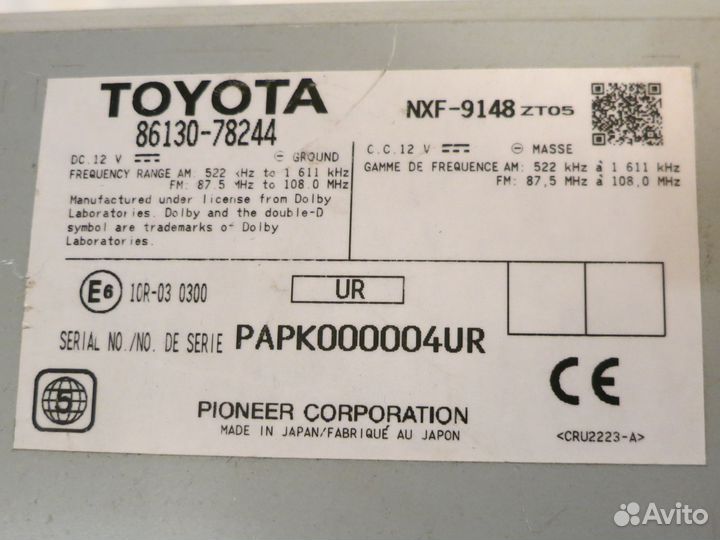 TOYOTA
86130-78244
DC.12 V
⊖ GROUND
FREQUENCY RANGE AM: 522 kHz to 1 611 kHz
FM: 87.5 MHz to 108.0 MHz
Manufactured under license from Dolby
Laboratories. Dolby and the double-D
symbol are trademarks of Dolby
Laboratories.
NXF-9148 ZT05
C.C.12 V
⊖ MASSE
GAMME DE FREQUENCE AM: 522 kHz à 1 611 kHz
FM: 87,5 MHz à 108,0 MHz
E6 10R-03 0300
UR
SERIAL NO./NO. DE SERIE PAPK000004UR
5
PIONEER CORPORATION
MADE IN JAPAN/FABRIQUÉ AU JAPON
CE
<CRU2223-A>
Avito